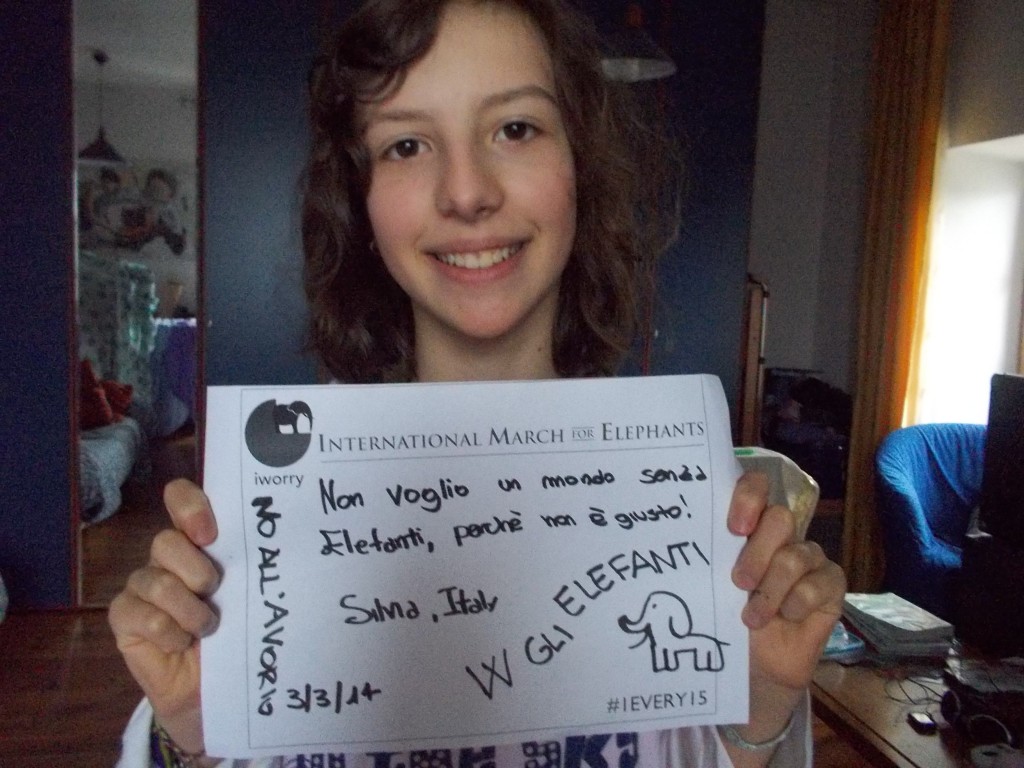 INTERNATIONAL MARCH FOR ELEPHANTS
iworry
Non voglio un mondo senza
Elefanti, perchè non è giusto!
Silvia, Italy
W GLI ELEFANTI
NO ALL'AVORIO
3/3/14
#1EVERY15